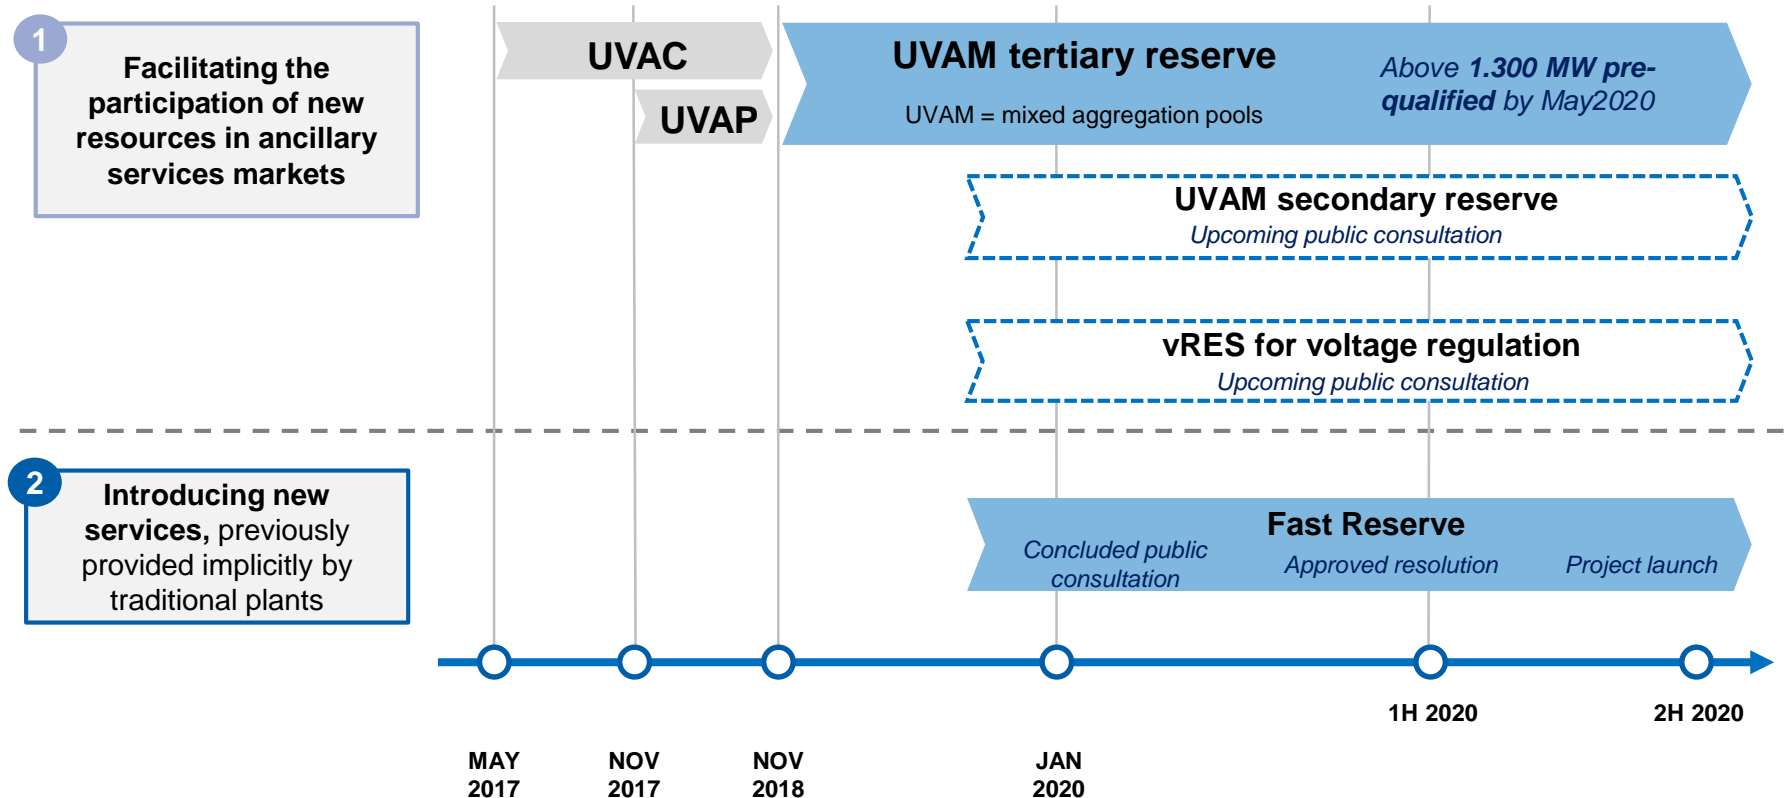 1
Facilitating the
participation of new
resources in ancillary
services markets
UVAC
UVAP
UVAM tertiary reserve
UVAM = mixed aggregation pools
Above 1.300 MW pre-
qualified by May2020
UVAM secondary reserve
Upcoming public consultation
vRES for voltage regulation
Upcoming public consultation
2
Introducing new
services, previously
provided implicitly by
traditional plants
Fast Reserve
Concluded public
consultation
Approved resolution
Project launch
MAY
2017
NOV
2017
NOV
2018
JAN
2020
1H 2020
2H 2020